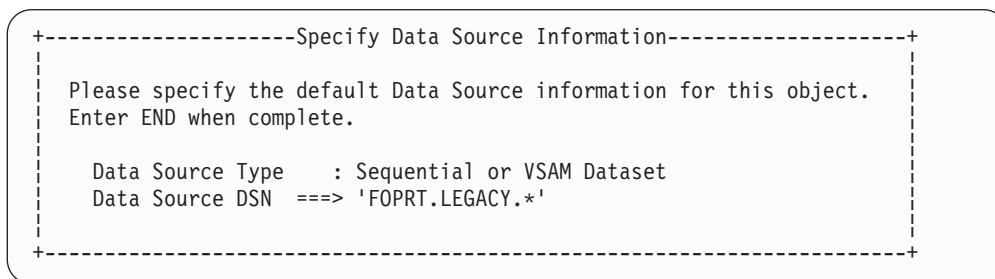 +---------------------Specify Data Source Information--------------------+
Please specify the default Data Source information for this object.
Enter END when complete.
Data Source Type    : Sequential or VSAM Dataset
Data Source DSN  ===> 'FOPRT.LEGACY.*'
+------------------------------------------------------------------------+